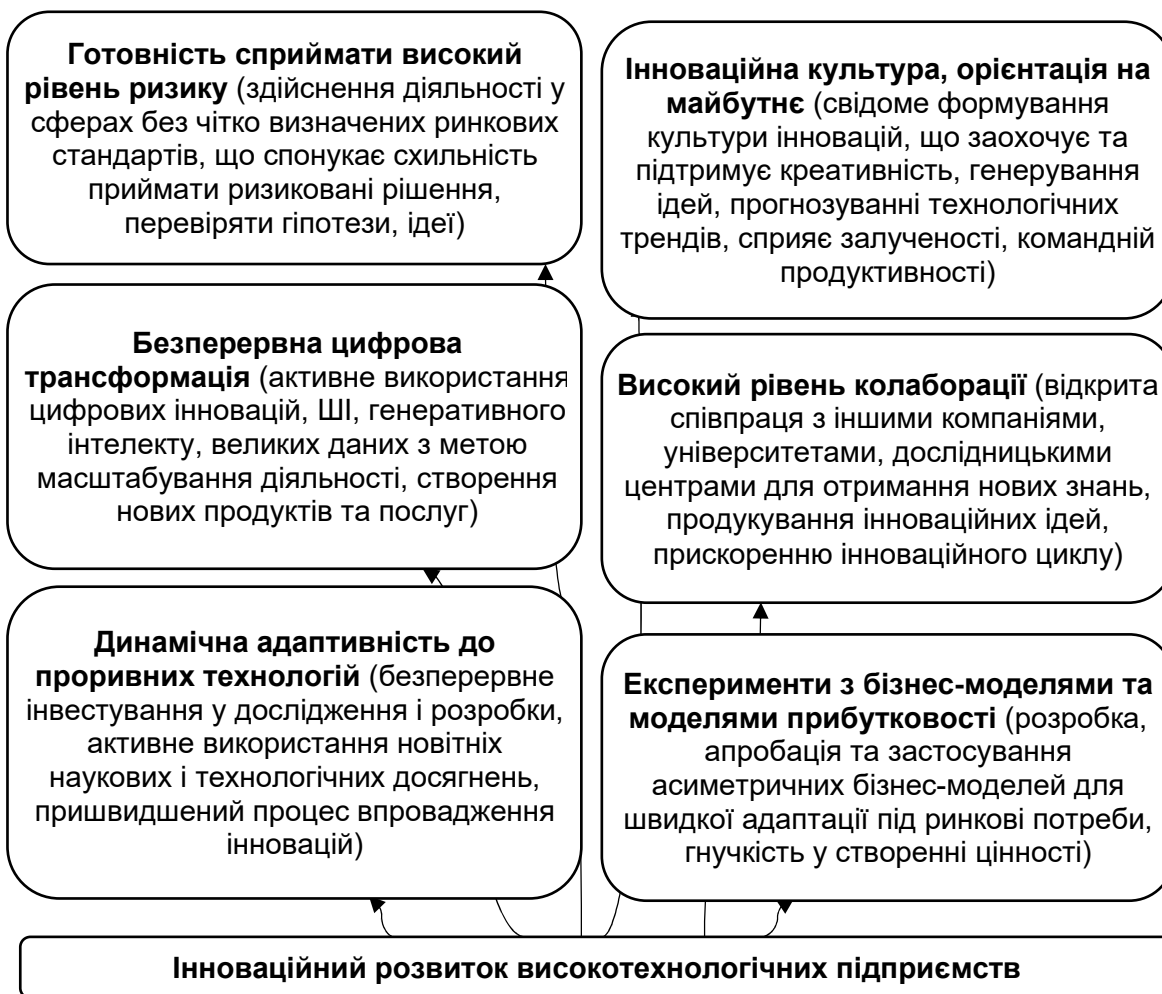 Готовність сприймати високий
рівень ризику (здійснення діяльності у
сферах без чітко визначених ринкових
стандартів, що спонукає схильність
приймати ризиковані рішення,
перевіряти гіпотези, ідеї)
Інноваційна культура, орієнтація на
майбутнє (свідоме формування
культури інновацій, що заохочує та
підтримує креативність, генерування
ідей, прогнозуванні технологічних
трендів, сприяє залученості, командній
продуктивності)
Безперервна цифрова
трансформація (активне використання
цифрових інновацій, ШІ, генеративного
інтелекту, великих даних з метою
масштабування діяльності, створення
нових продуктів та послуг)
Високий рівень колаборації (відкрита
співпраця з іншими компаніями,
університетами, дослідницькими
центрами для отримання нових знань,
продукування інноваційних ідей,
прискоренню інноваційного циклу)
Динамічна адаптивність до
проривних технологій (безперервне
інвестування у дослідження і розробки,
активне використання новітніх
наукових і технологічних досягнень,
пришвидшений процес впровадження
інновацій)
Експерименти з бізнес-моделями та
моделями прибутковості (розробка,
апробація та застосування
асиметричних бізнес-моделей для
швидкої адаптації під ринкові потреби,
гнучкість у створенні цінності)
Інноваційний розвиток високотехнологічних підприємств